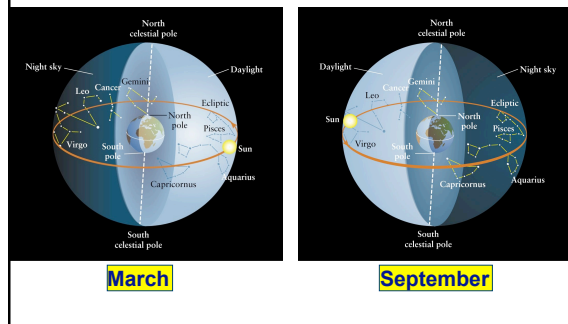 North
celestial pole
Night sky
Daylight
Leo
Cancer
Gemini
Ecliptic
North
pole
Pisces
Sun
Virgo
South
pole
Capricornus
Aquarius
South
celestial pole
March
North
celestial pole
Daylight
Night sky
Leo
Cancer
Gemini
Ecliptic
Sun
North
pole
Pisces
Virgo
South
pole
Capricornus
Aquarius
South
celestial pole
September